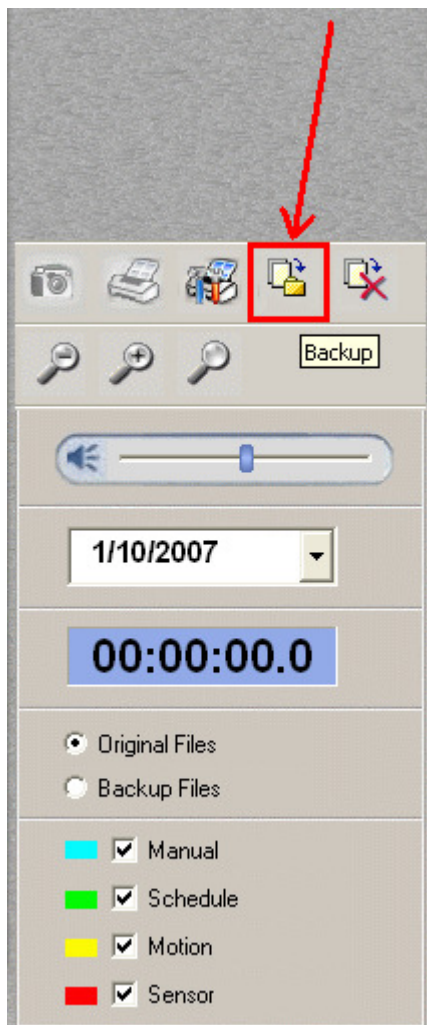 Backup
1/10/2007
00:00:00.0
Original Files
Backup Files
Manual
Schedule
Motion
Sensor